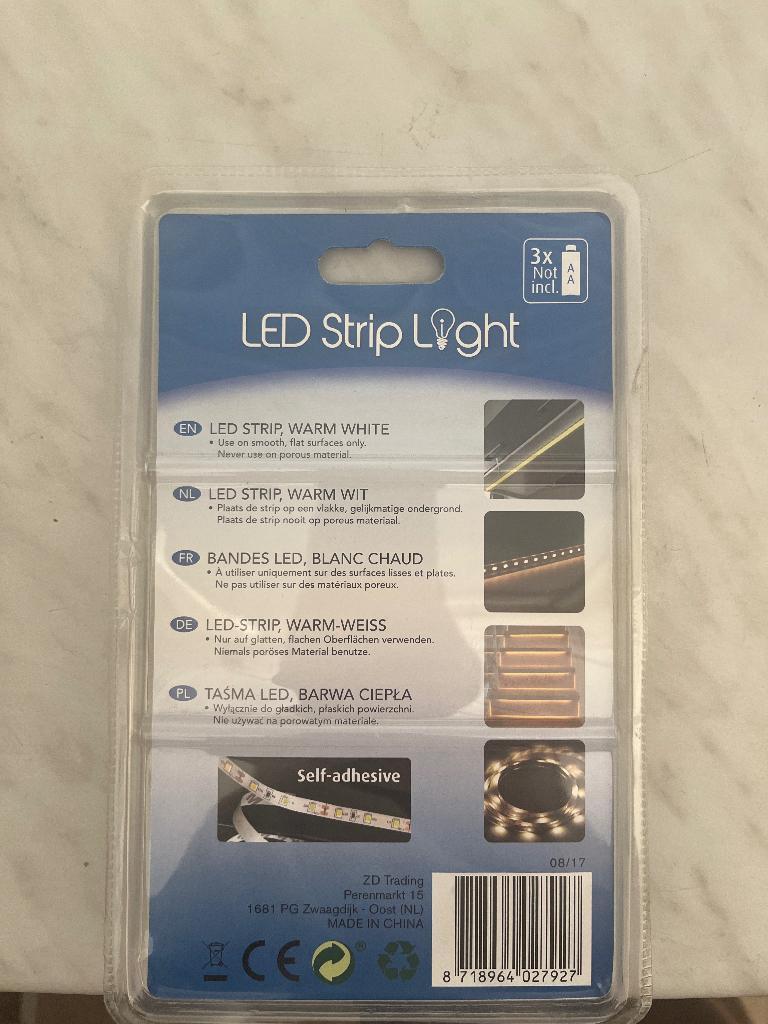 3x
Not
incl.
A
A
LED Strip Light
EN LED STRIP, WARM WHITE
• Use on smooth, flat surfaces only.
Never use on porous material.
NL LED STRIP, WARM WIT
• Plaats de strip op een vlakke, gelijkmatige ondergrond.
Plaats de strip nooit op poreus materiaal.
FR BANDES LED, BLANC CHAUD
• À utiliser uniquement sur des surfaces lisses et plates.
Ne pas utiliser sur des matériaux poreux.
DE LED-STRIP, WARM-WEISS
• Nur auf glatten, flachen Oberflächen verwenden.
Niemals poröses Material benutze.
PL TAŚMA LED, BARWA CIEPŁA
• Wyłącznie do gładkich, płaskich powierzchni.
Nie używać na porowatym materiale.
Self-adhesive
08/17
ZD Trading
Perenmarkt 15
1681 PG Zwaagdijk - Oost (NL)
MADE IN CHINA
CE
®
8 718964 027927